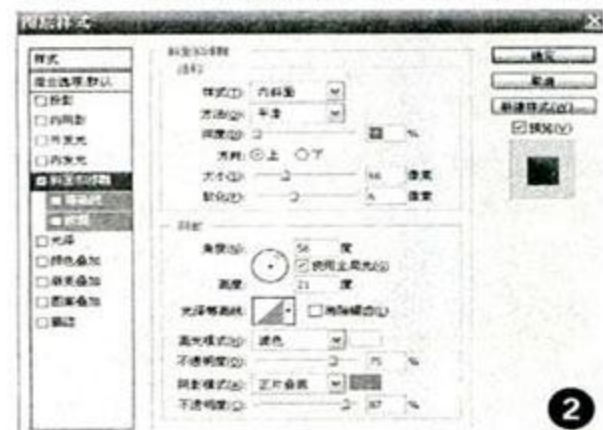 图层样式
样式
混合选项:默认
投影
内阴影
外发光
内发光
斜面和浮雕
等高线
纹理
光泽
颜色叠加
渐变叠加
图案叠加
描边
斜面和浮雕
结构
样式(T): 内斜面
方法(Q): 平滑
深度(D): %
方向: 上 下
大小(Z): 像素
软化(F): 6 像素
阴影
角度(N): 56 度
使用全局光(G)
高度: 21 度
光泽等高线: 消除锯齿(L)
高光模式(H): 滤色
不透明度(O): 75 %
阴影模式(A): 正片叠底
不透明度(C): 87 %
确定
取消
新建样式(W)...
预览(V)
2